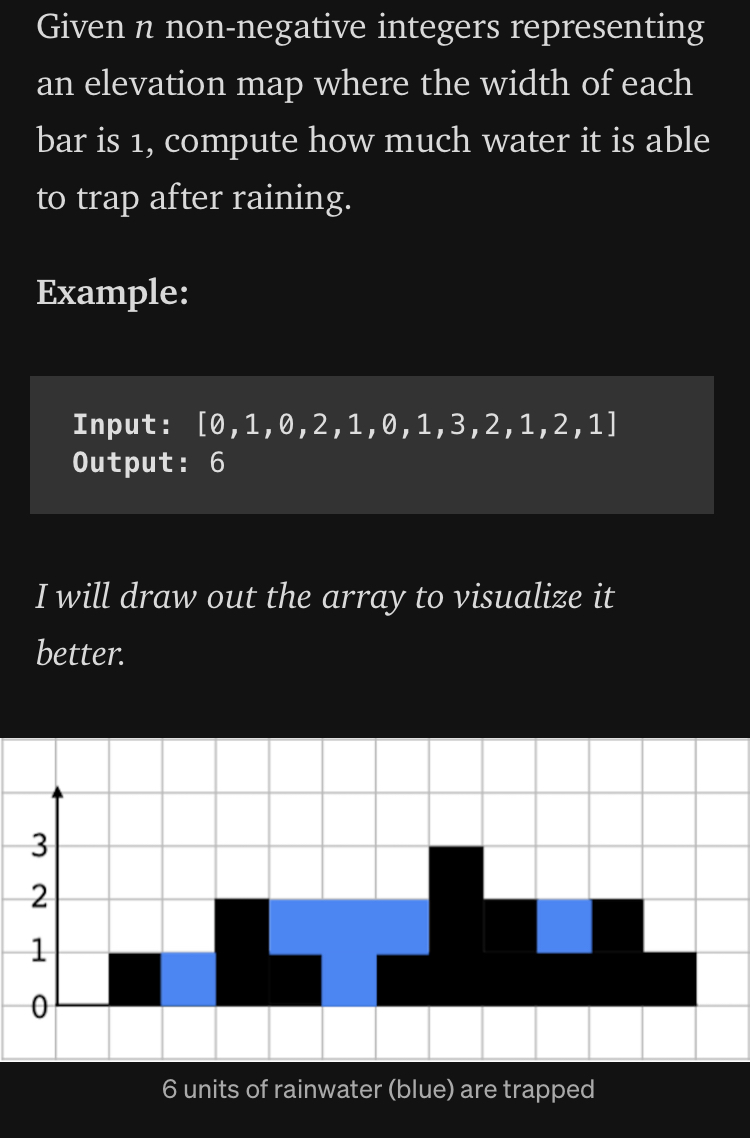 Given n non-negative integers representing
an elevation map where the width of each
bar is 1, compute how much water it is able
to trap after raining.
Example:
Input: [0,1,0,2,1,0,1,3,2,1,2,1]
Output: 6
I will draw out the array to visualize it
better.
3
2
1
0
6 units of rainwater (blue) are trapped